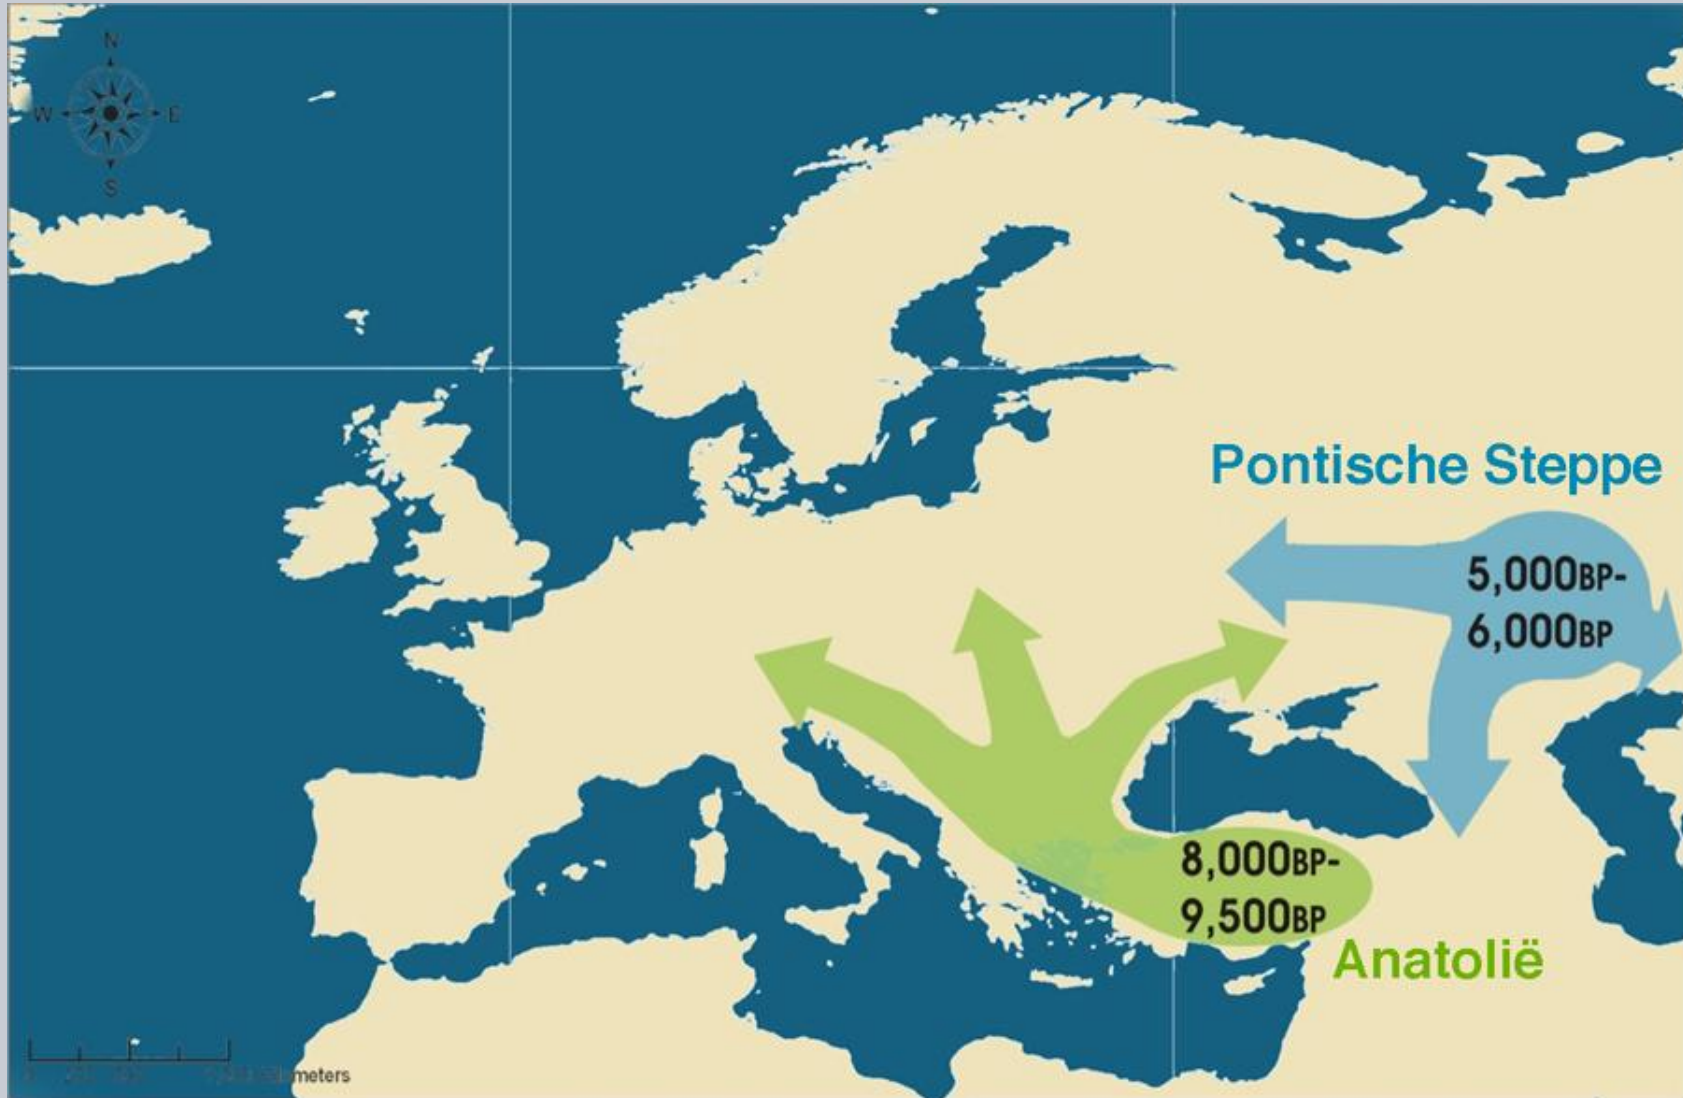 N
W E
S
Pontische Steppe
5,000BP-
6,000BP
8,000BP-
9,500BP
Anatolië
meters